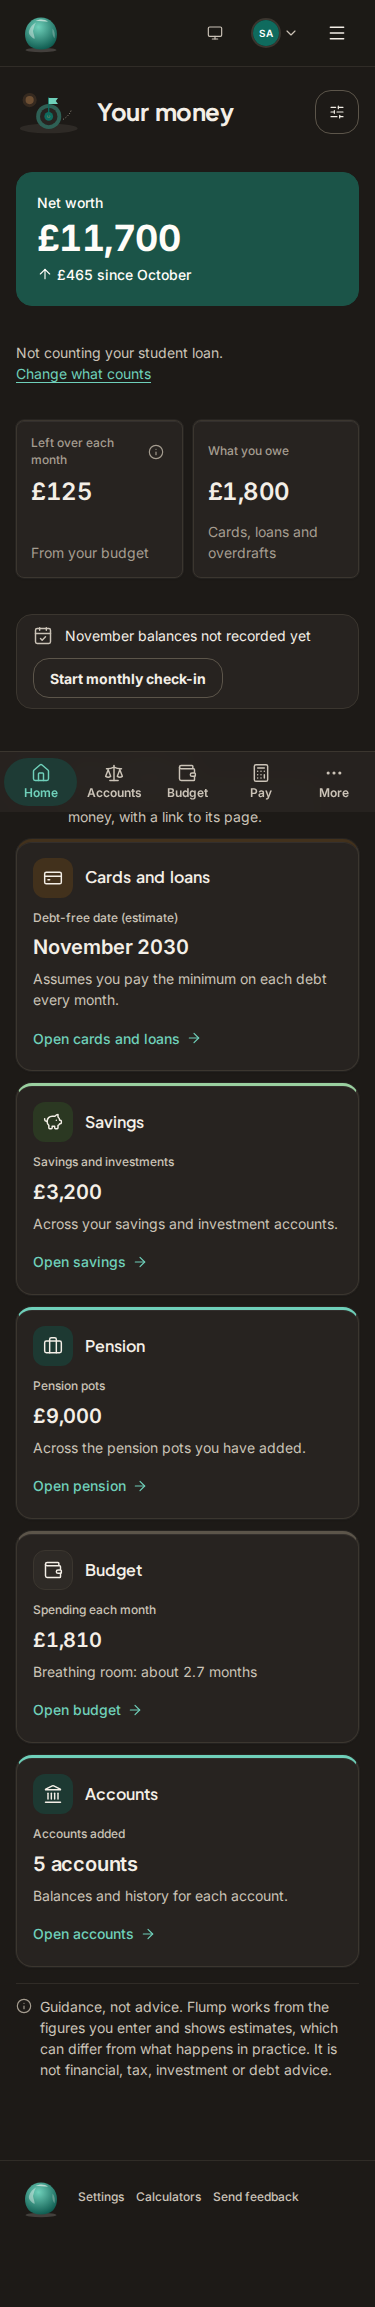 SA
Your money
Net worth
£11,700
↑ £465 since October
Not counting your student loan.
Change what counts
Left over each
month
£125
From your budget
What you owe
£1,800
Cards, loans and
overdrafts
November balances not recorded yet
Start monthly check-in
Home
Accounts
Budget
Pay
More
money, with a link to its page.
Cards and loans
Debt-free date (estimate)
November 2030
Assumes you pay the minimum on each debt
every month.
Open cards and loans →
Savings
Savings and investments
£3,200
Across your savings and investment accounts.
Open savings →
Pension
Pension pots
£9,000
Across the pension pots you have added.
Open pension →
Budget
Spending each month
£1,810
Breathing room: about 2.7 months
Open budget →
Accounts
Accounts added
5 accounts
Balances and history for each account.
Open accounts →
Guidance, not advice. Flump works from the
figures you enter and shows estimates, which
can differ from what happens in practice. It is
not financial, tax, investment or debt advice.
Settings
Calculators
Send feedback